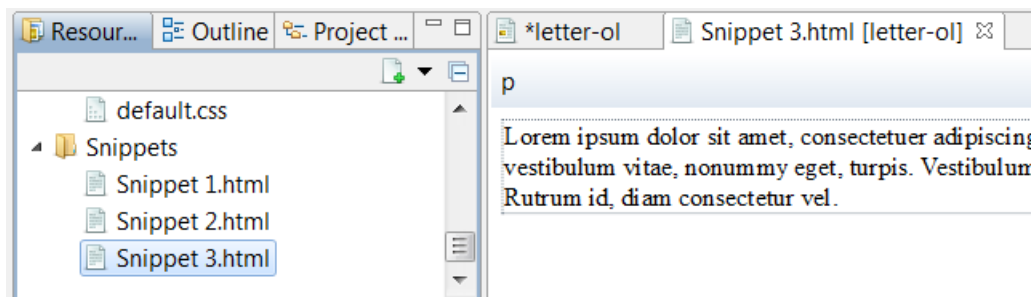 Resour...
Outline
Project ...
default.css
Snippets
Snippet 1.html
Snippet 2.html
Snippet 3.html
*letter-ol
Snippet 3.html [letter-ol]
p
Lorem ipsum dolor sit amet, consectetuer adipiscing
vestibulum vitae, nonummy eget, turpis. Vestibulum
Rutrum id, diam consectetur vel.